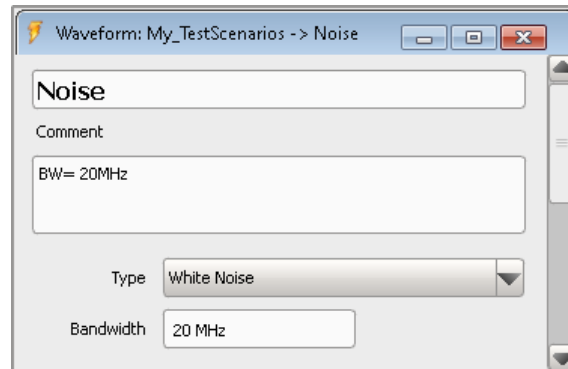 Waveform: My_TestScenarios -> Noise
Noise
Comment
BW= 20MHz
Type White Noise
Bandwidth 20 MHz